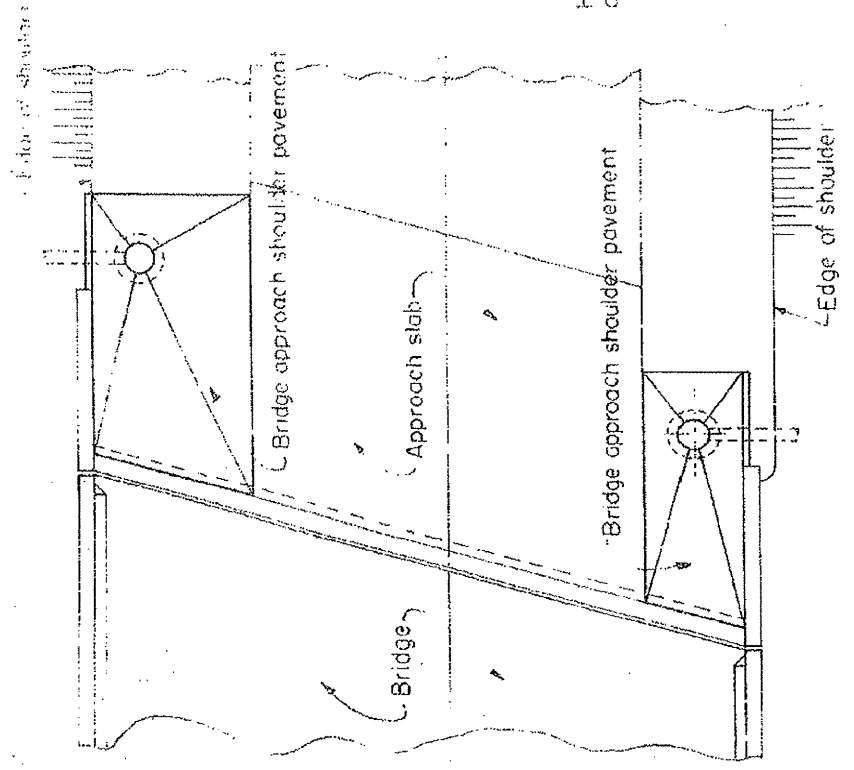 Edge of shoulder
Bridge approach shoulder pavement
Approach slab
Bridge
Bridge approach shoulder pavement
Edge of shoulder